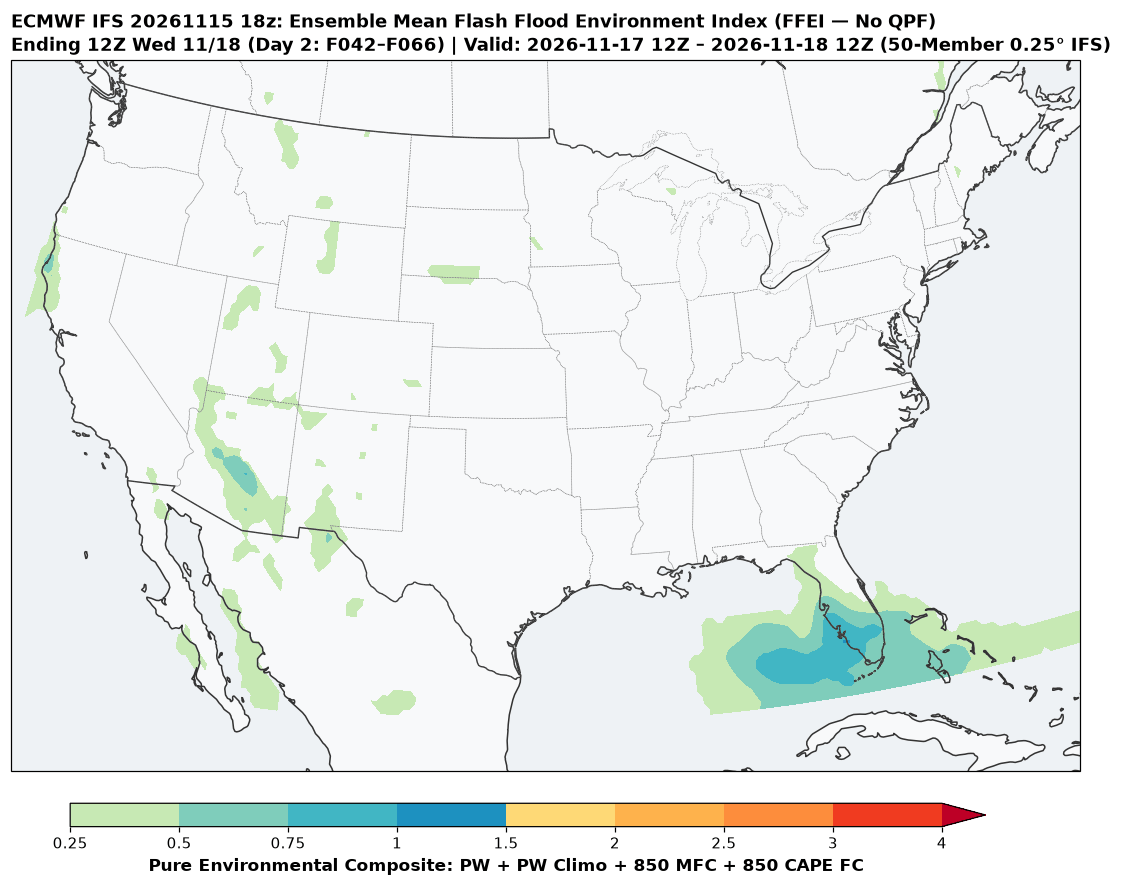 ECMWF IFS 20261115 18z: Ensemble Mean Flash Flood Environment Index (FFEI — No QPF)
Ending 12Z Wed 11/18 (Day 2: F042–F066) | Valid: 2026-11-17 12Z – 2026-11-18 12Z (50-Member 0.25° IFS)
0.25 0.5 0.75 1 1.5 2 2.5 3 4
Pure Environmental Composite: PW + PW Climo + 850 MFC + 850 CAPE FC